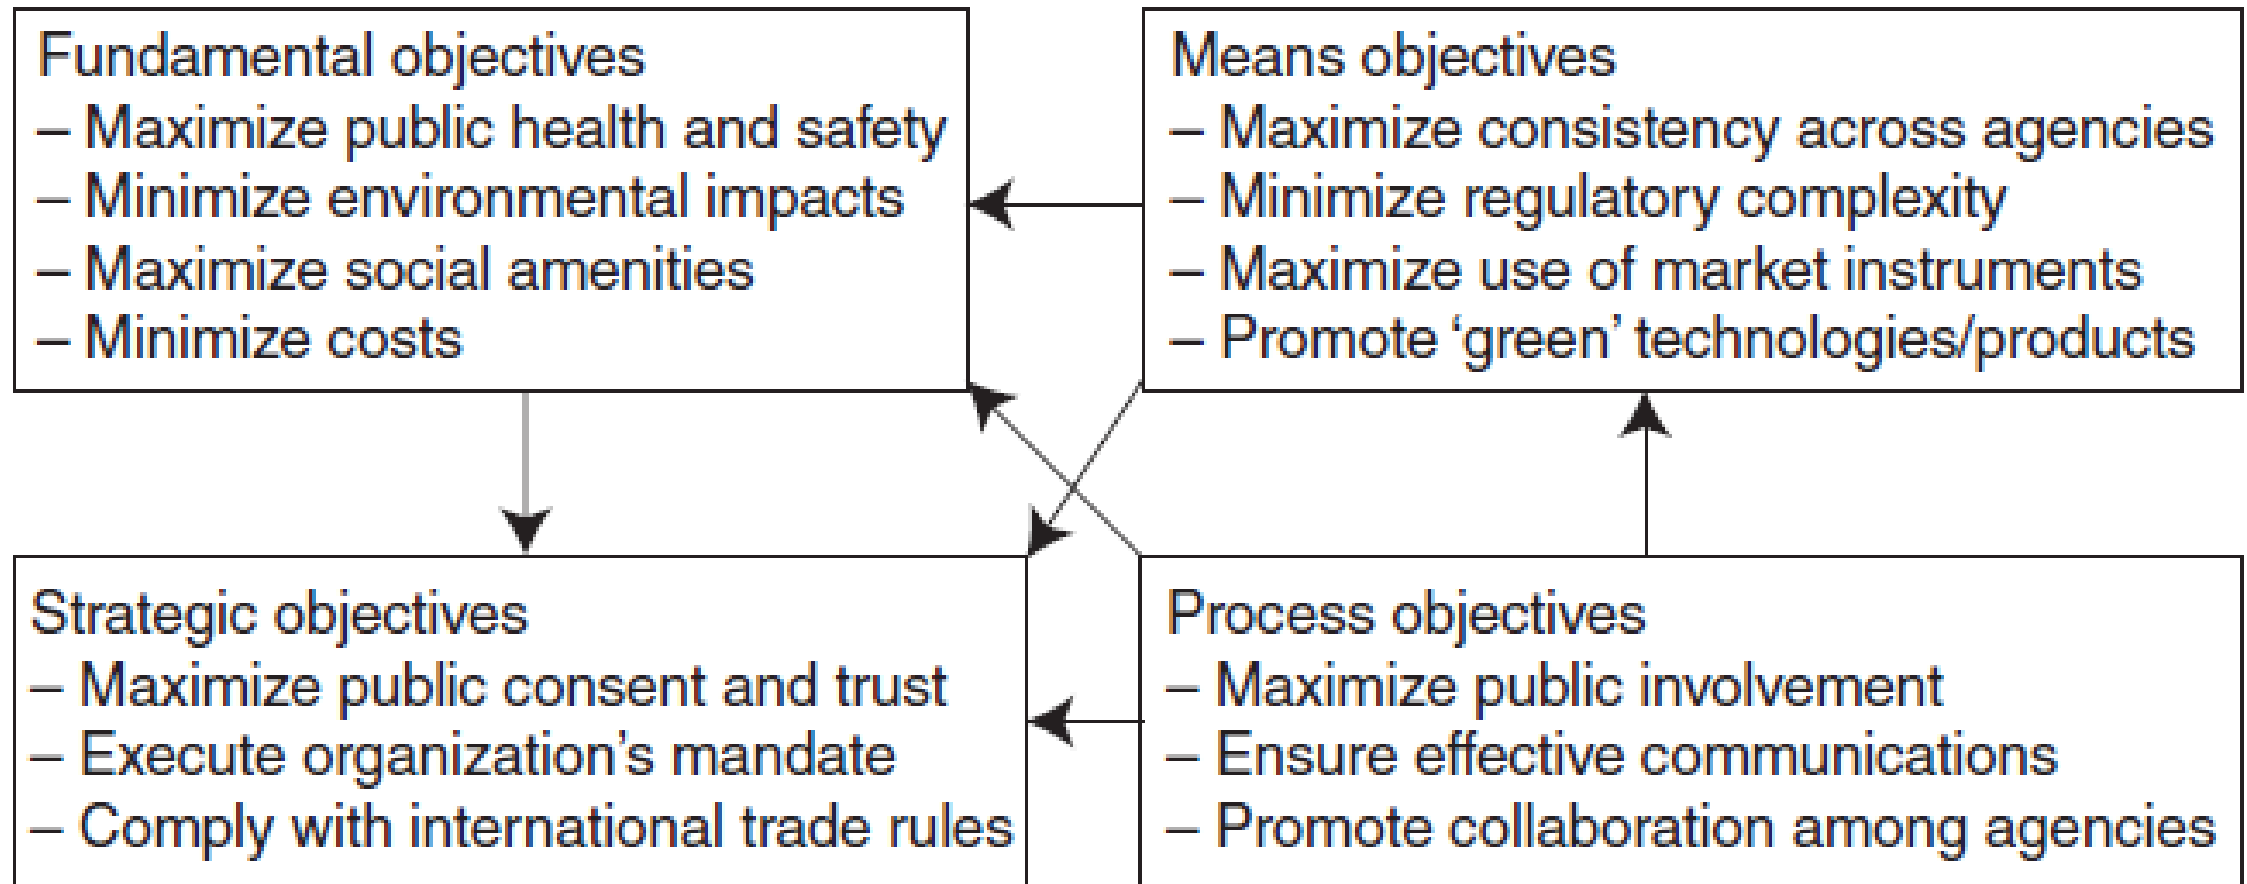 Fundamental objectives
– Maximize public health and safety
– Minimize environmental impacts
– Maximize social amenities
– Minimize costs
Means objectives
– Maximize consistency across agencies
– Minimize regulatory complexity
– Maximize use of market instruments
– Promote ‘green’ technologies/products
Strategic objectives
– Maximize public consent and trust
– Execute organization’s mandate
– Comply with international trade rules
Process objectives
– Maximize public involvement
– Ensure effective communications
– Promote collaboration among agencies